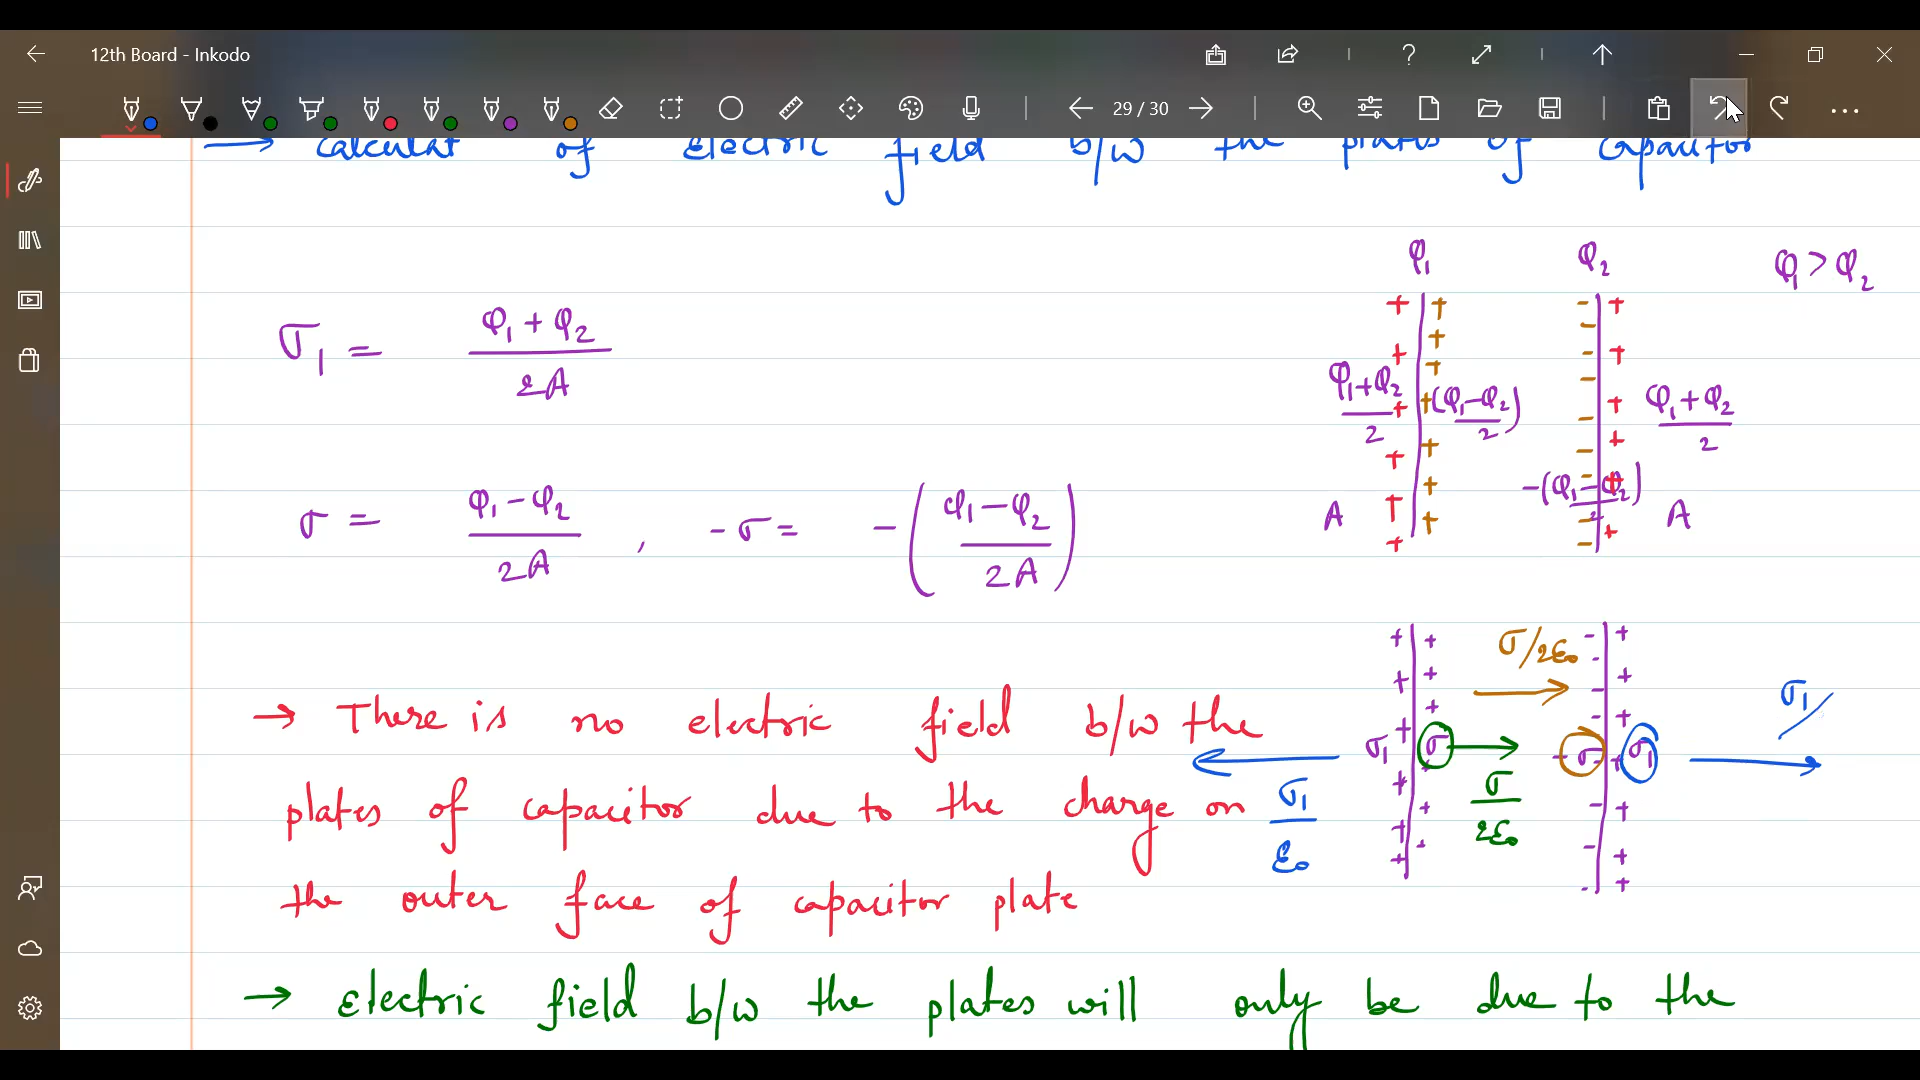 12th Board - Inkodo
29 / 30
→ calculat of electric field b/w the plates of capacitor
Q₁ Q₂ Q₁ > Q₂
σ₁ = (Q₁ + Q₂)/2A
(Q₁+Q₂)/2 (Q₁-Q₂)/2 (Q₁+Q₂)/2
-(Q₁-Q₂)/2
A A
σ = (Q₁ - Q₂)/2A , -σ = -((Q₁ - Q₂)/2A)
σ/2ε₀
→ There is no electric field b/w the
σ₁ σ -σ σ₁ σ₁/
plates of capacitor due to the charge on
σ₁/ε₀ σ/2ε₀
the outer face of capacitor plate
→ electric field b/w the plates will only be due to the